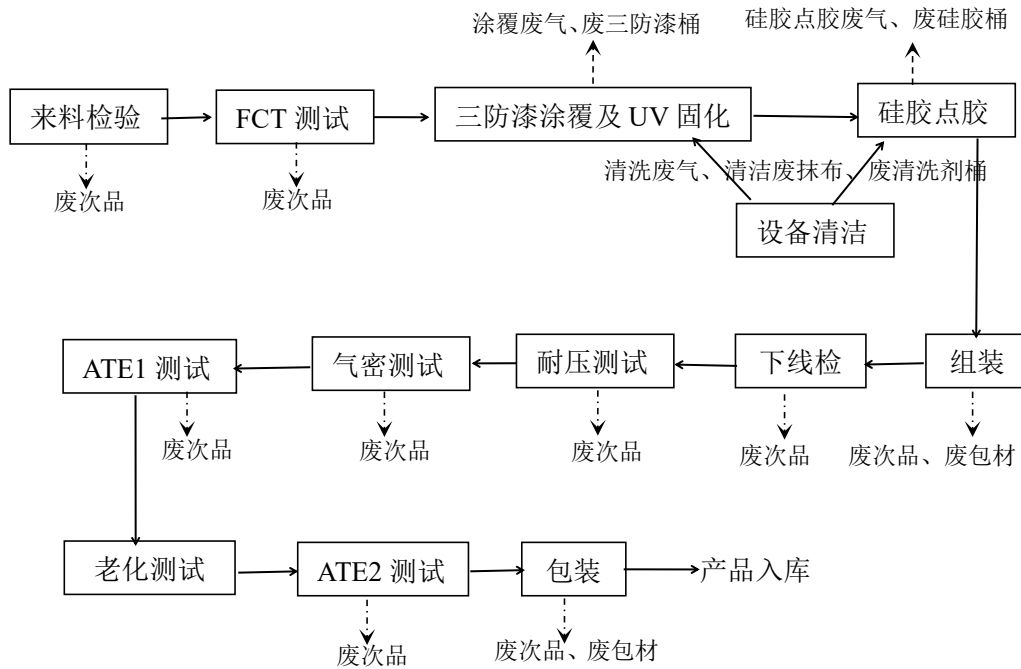 涂覆废气、废三防漆桶
硅胶点胶废气、废硅胶桶
来料检验
FCT 测试
三防漆涂覆及 UV 固化
硅胶点胶
废次品
废次品
清洗废气、清洁废抹布、废清洗剂桶
设备清洁
ATE1 测试
气密测试
耐压测试
下线检
组装
废次品
废次品
废次品
废次品
废次品、废包材
老化测试
ATE2 测试
包装
产品入库
废次品
废次品、废包材